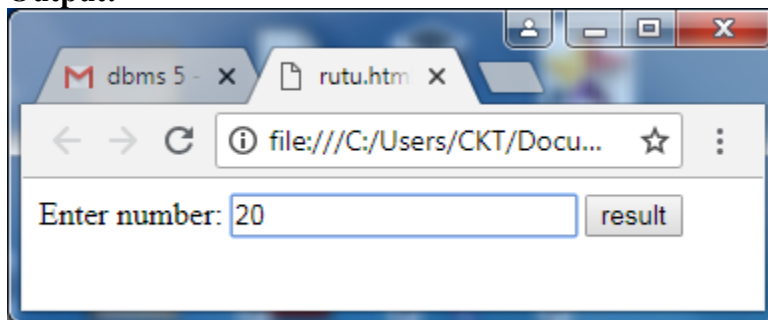 Output:
dbms 5 -
rutu.htm
file:///C:/Users/CKT/Docu...
Enter number: 20 result